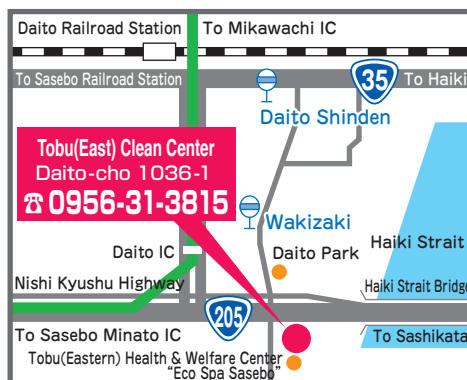 Daito Railroad Station
To Mikawachi IC
To Sasebo Railroad Station
35
To Haiki
Daito Shinden
Tobu(East) Clean Center
Daito-cho 1036-1
☎ 0956-31-3815
Wakizaki
Daito IC
Daito Park
Haiki Strait
Nishi Kyushu Highway
Haiki Strait Bridge
205
To Sasebo Minato IC
To Sashikata
Tobu(Eastern) Health & Welfare Center
"Eco Spa Sasebo"